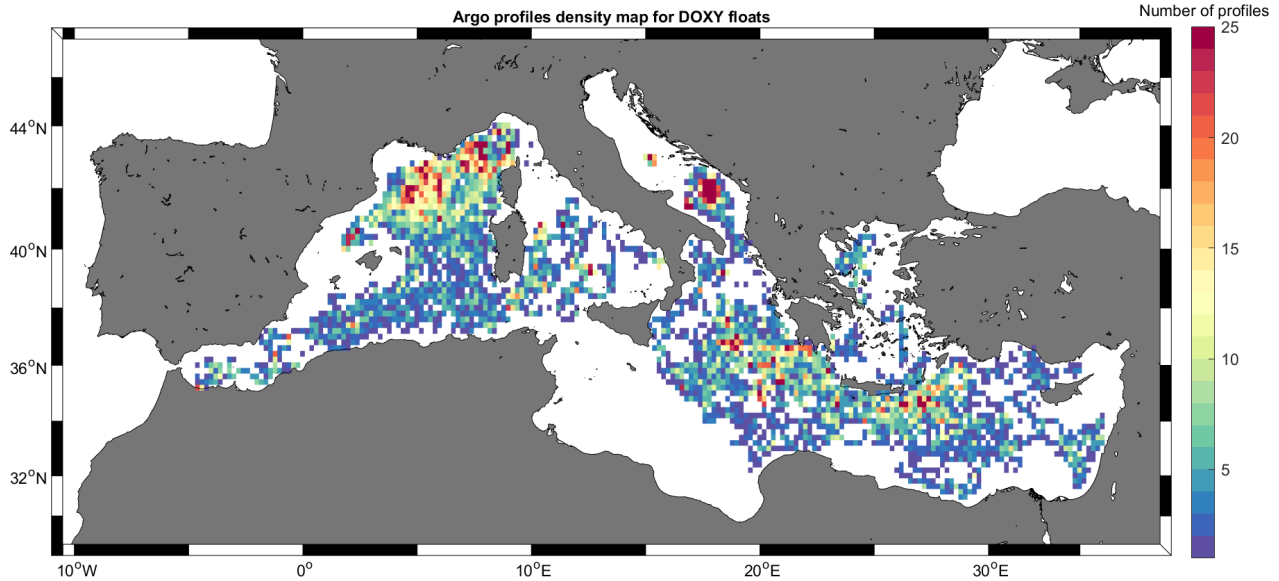 Argo profiles density map for DOXY floats
Number of profiles
25
20
15
10
5
44°N
40°N
36°N
32°N
10°W
0°
10°E
20°E
30°E